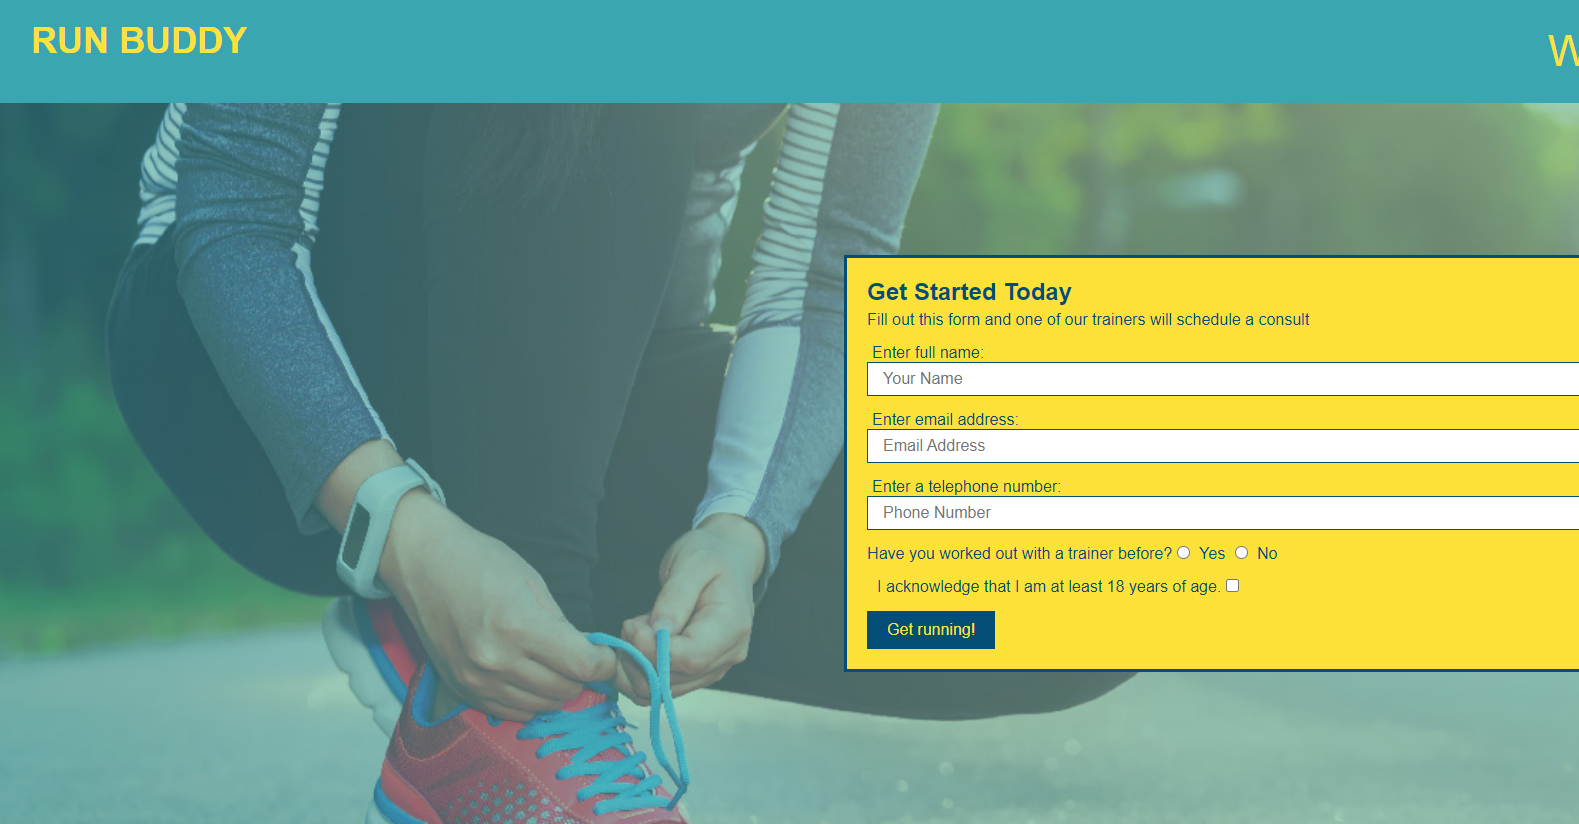 RUN BUDDY
Get Started Today
Fill out this form and one of our trainers will schedule a consult
Enter full name:
Your Name
Enter email address:
Email Address
Enter a telephone number:
Phone Number
Have you worked out with a trainer before? Yes No
I acknowledge that I am at least 18 years of age.
Get running!